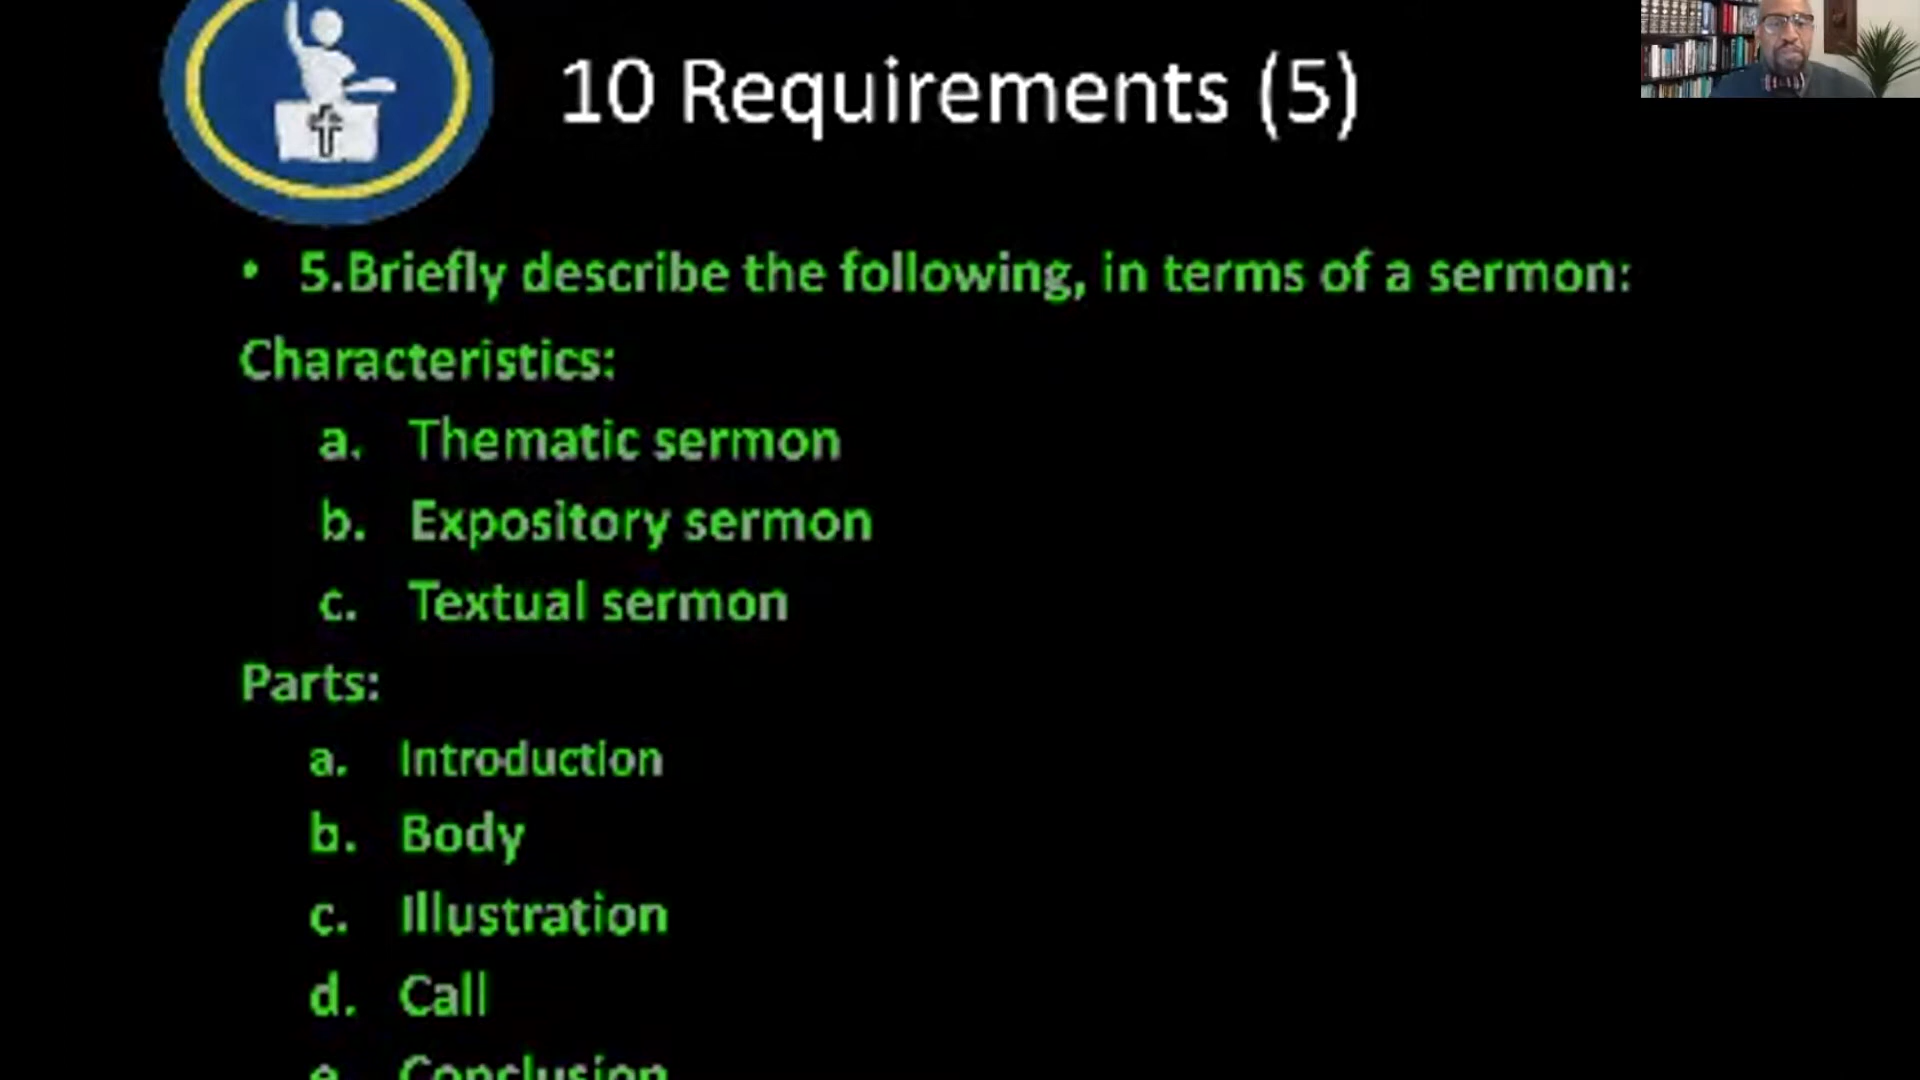 10 Requirements (5)
• 5.Briefly describe the following, in terms of a sermon:
Characteristics:
a. Thematic sermon
b. Expository sermon
c. Textual sermon
Parts:
a. Introduction
b. Body
c. Illustration
d. Call
e. Conclusion